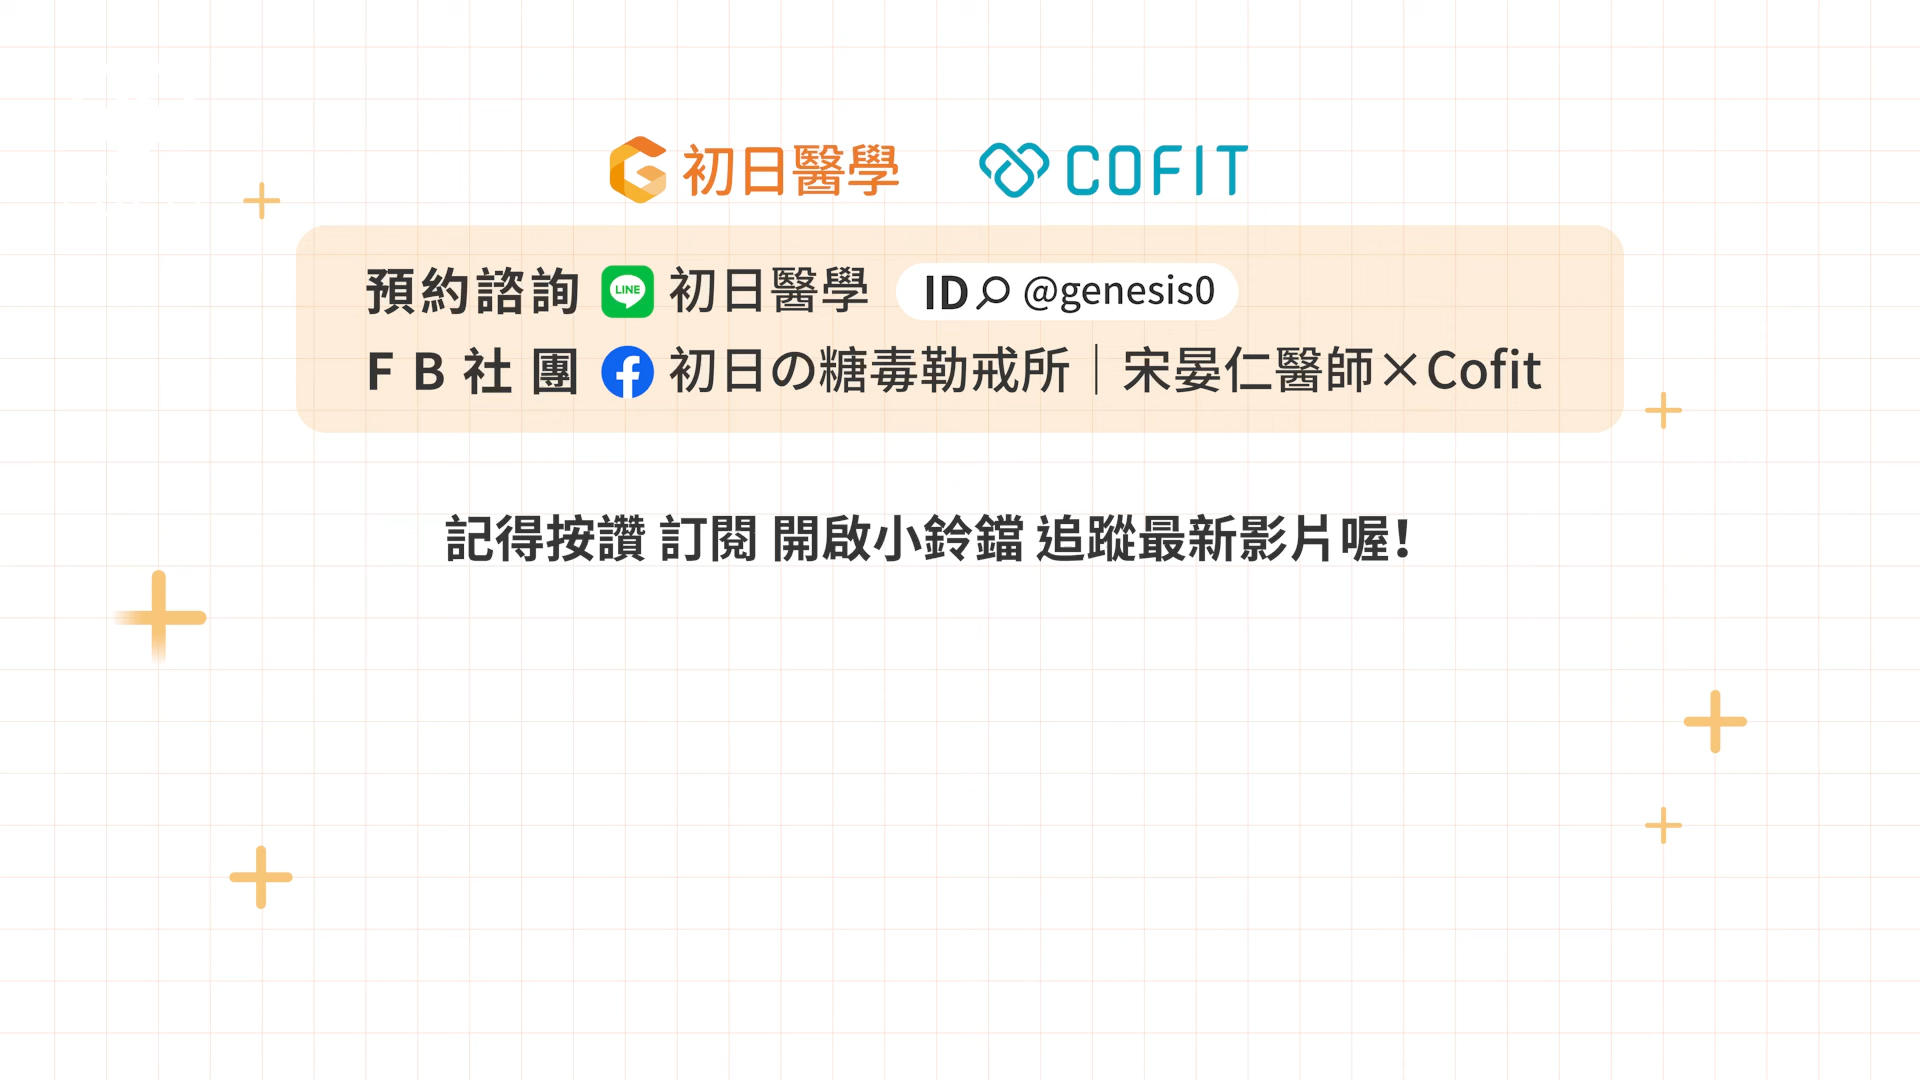 初日醫學 COFIT
預約諮詢 LINE 初日醫學 ID @genesis0
FB社團 初日の糖毒勒戒所｜宋晏仁醫師×Cofit
記得按讚 訂閱 開啟小鈴鐺 追蹤最新影片喔！